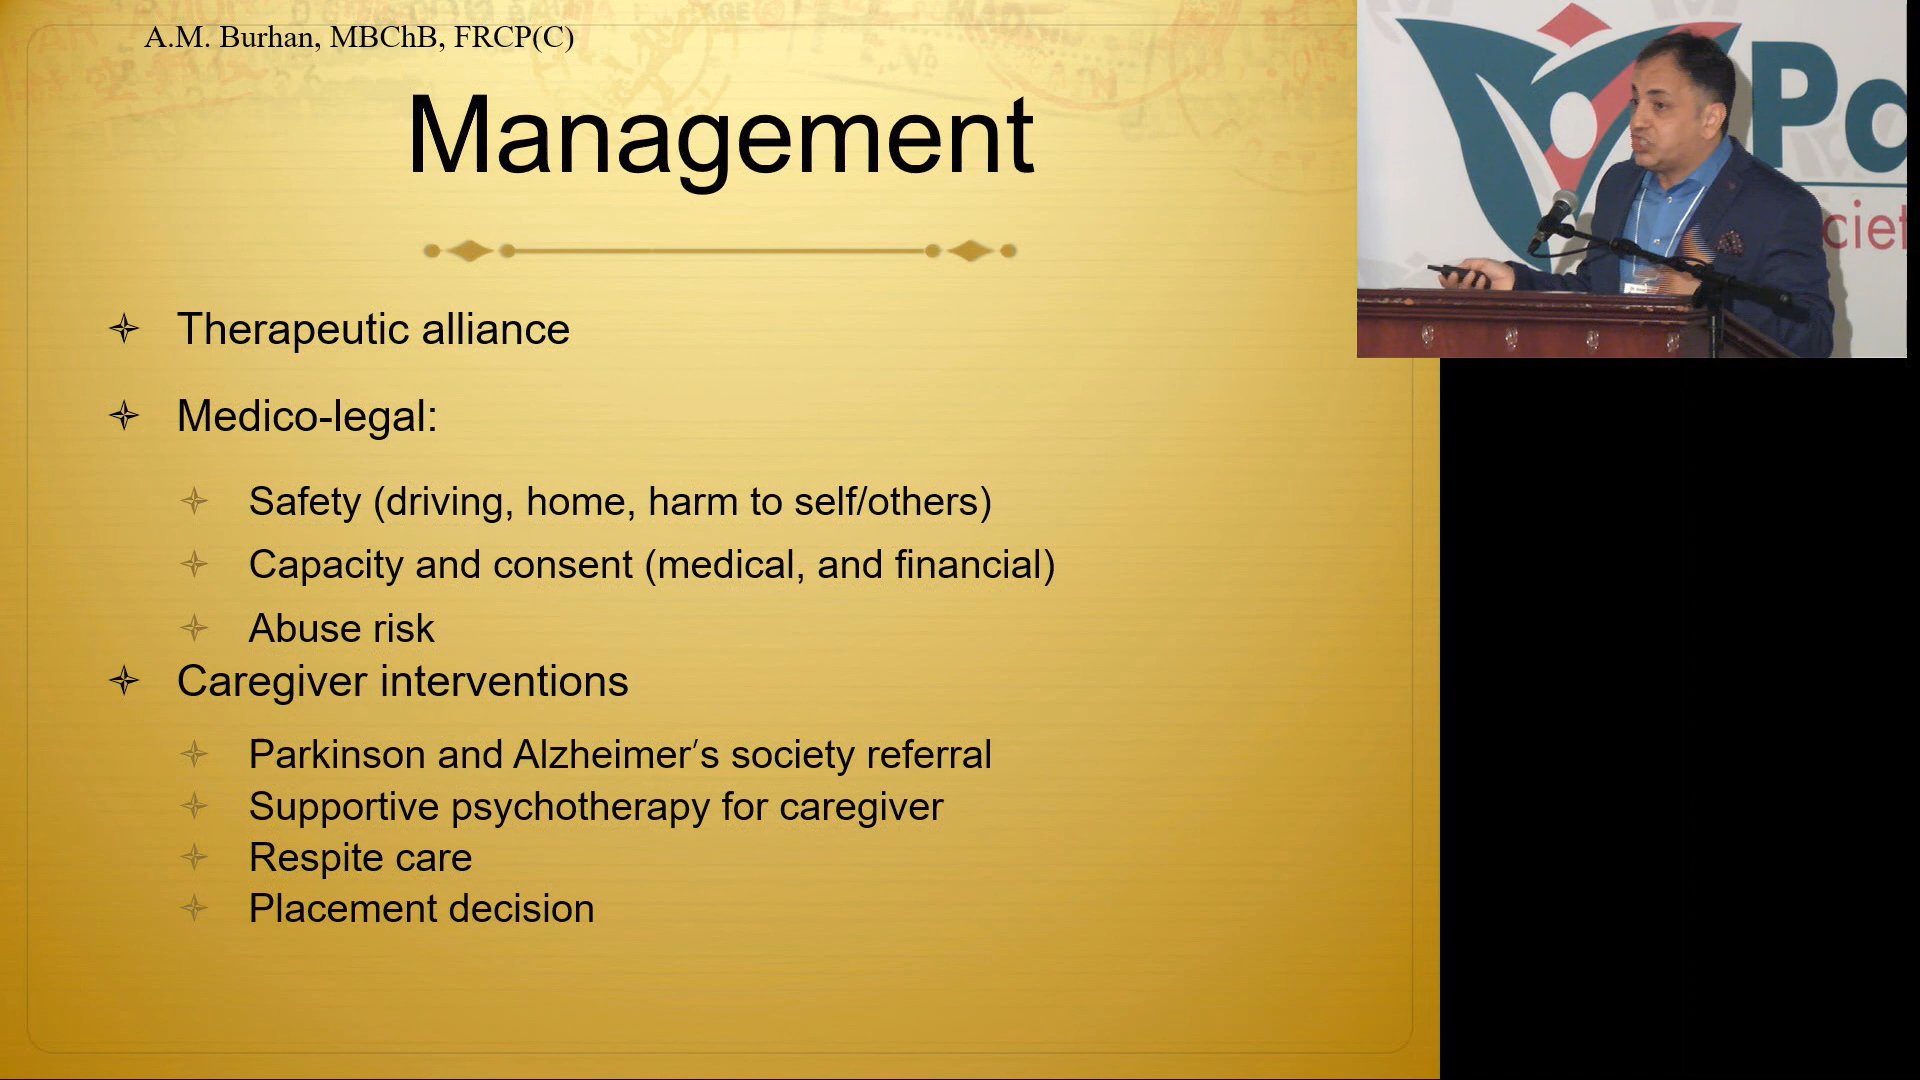 A.M. Burhan, MBChB, FRCP(C)
Management
Therapeutic alliance
Medico-legal:
Safety (driving, home, harm to self/others)
Capacity and consent (medical, and financial)
Abuse risk
Caregiver interventions
Parkinson and Alzheimer′s society referral
Supportive psychotherapy for caregiver
Respite care
Placement decision
Pa
ciet